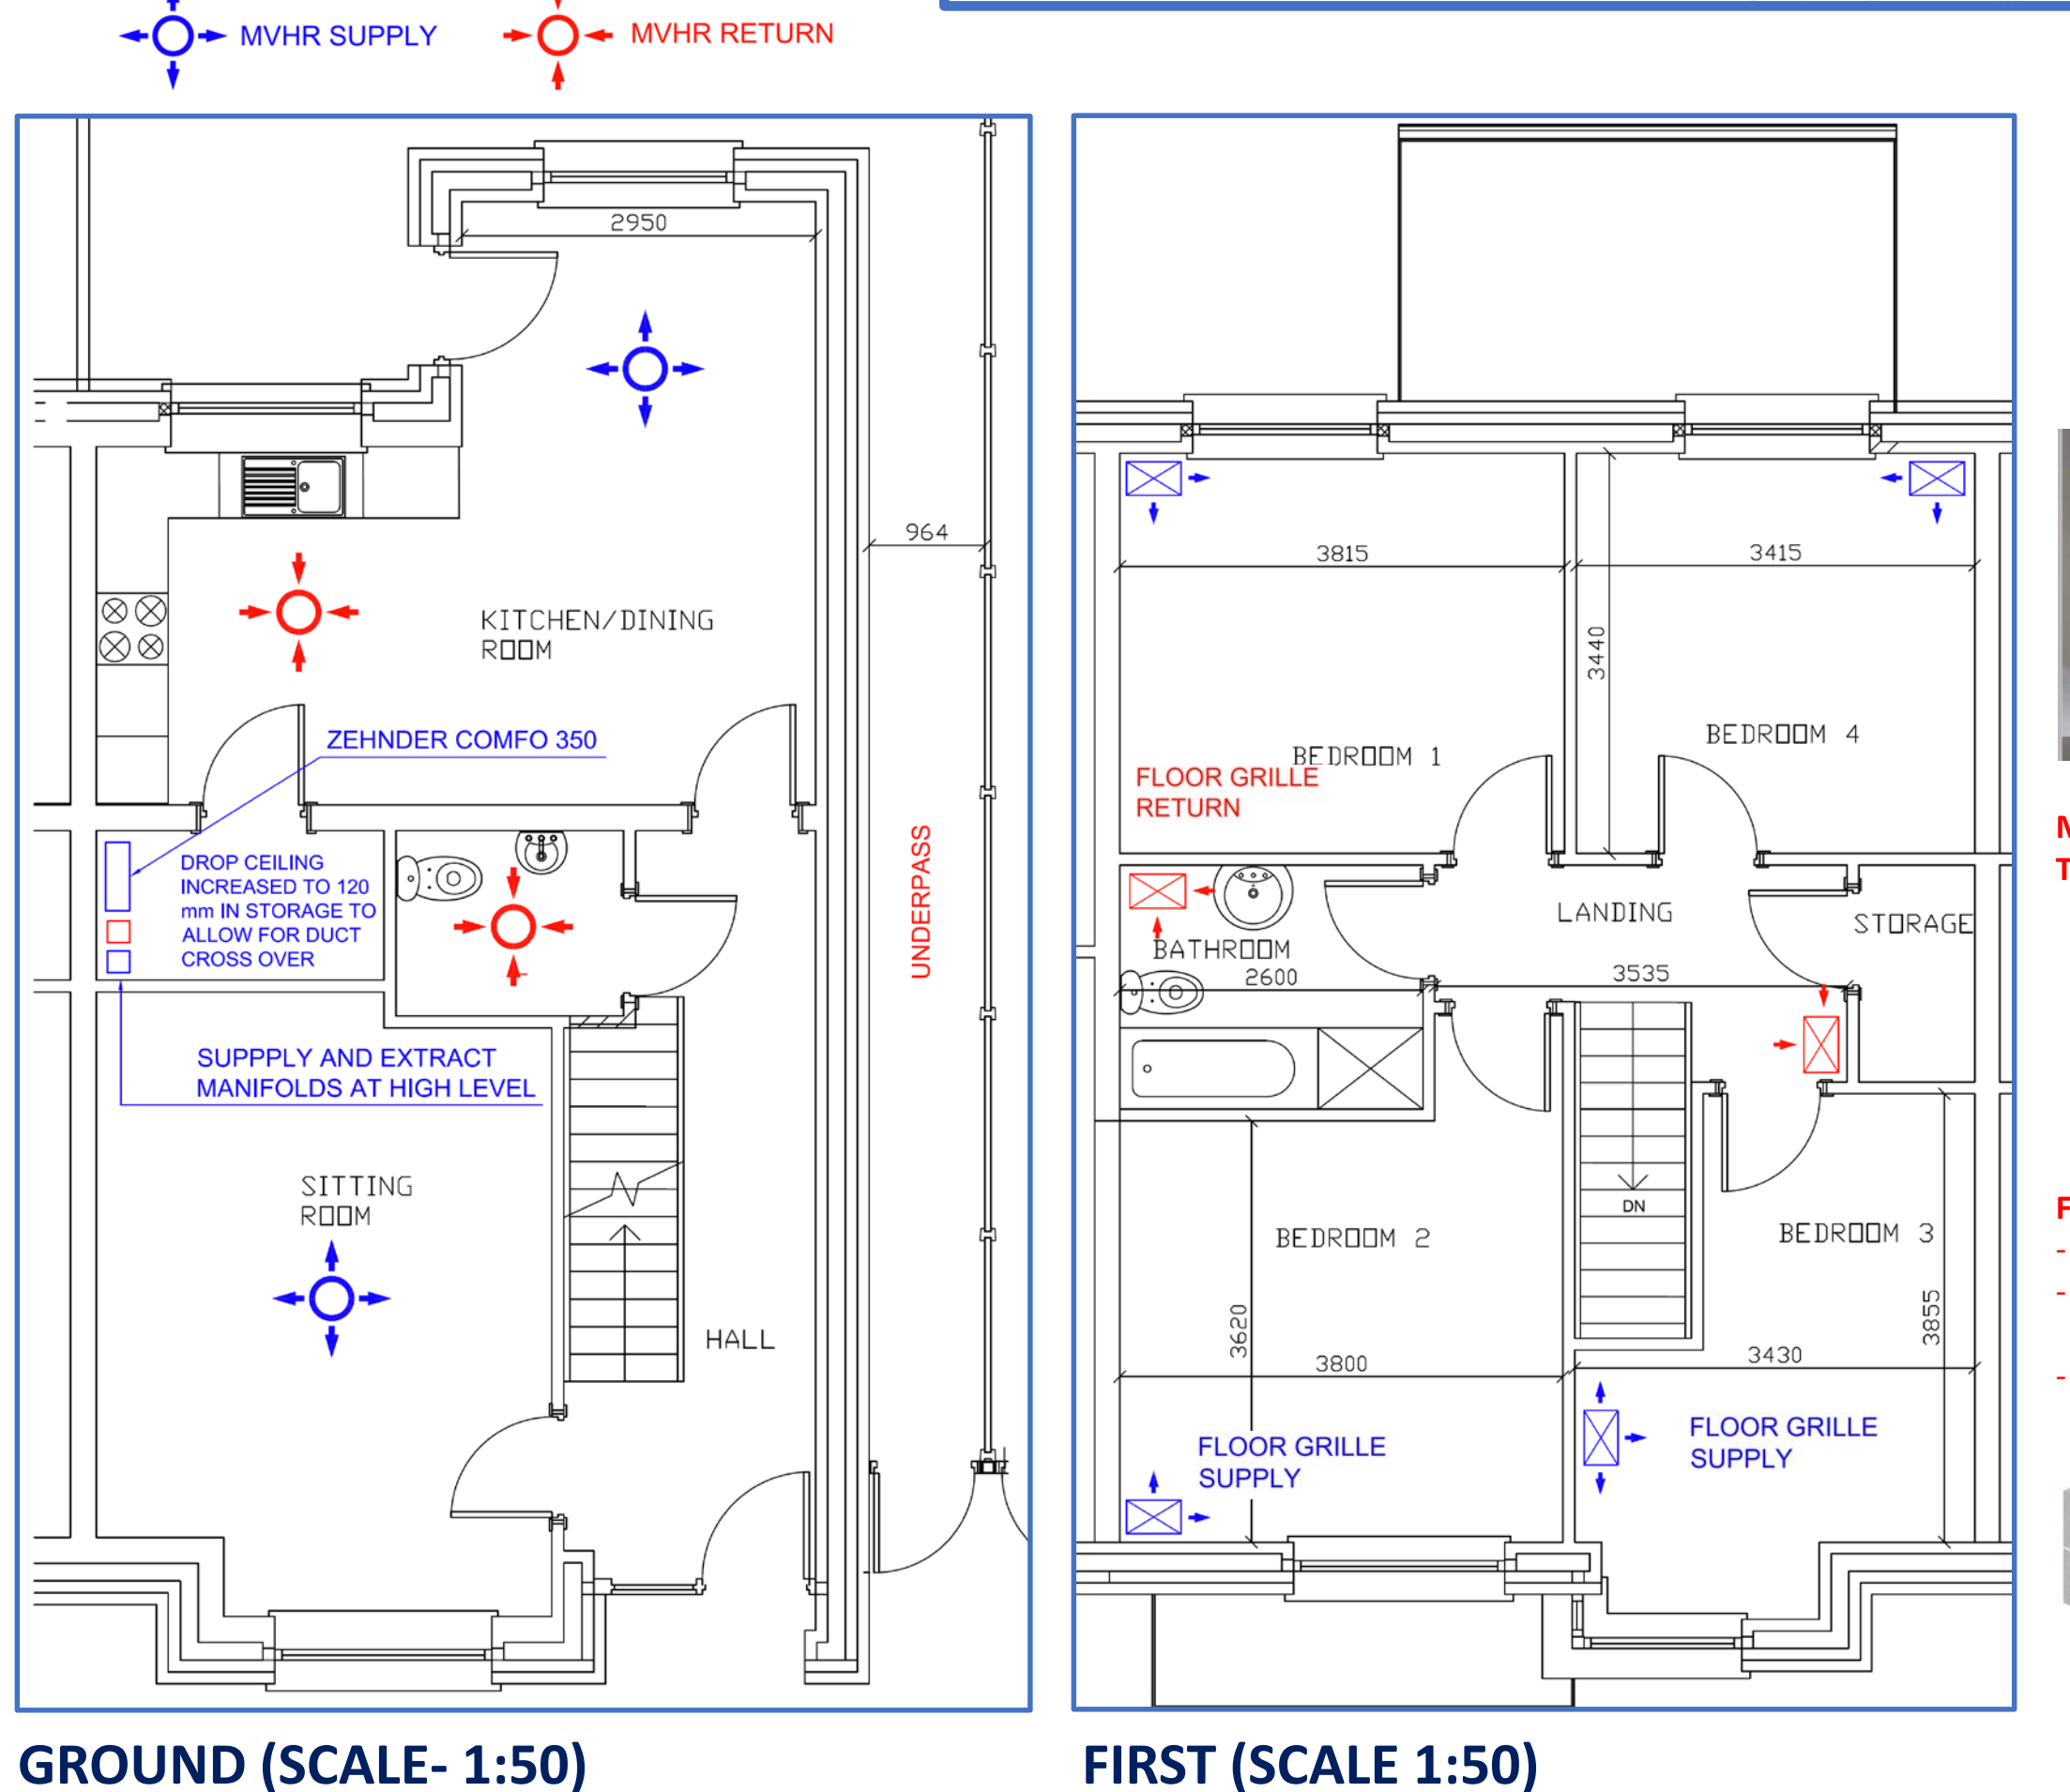 MVHR SUPPLY
MVHR RETURN
2950
964
KITCHEN/DINING
ROOM
ZEHNDER COMFO 350
DROP CEILING
INCREASED TO 120
mm IN STORAGE TO
ALLOW FOR DUCT
CROSS OVER
UNDERPASS
SUPPPLY AND EXTRACT
MANIFOLDS AT HIGH LEVEL
SITTING
ROOM
HALL
GROUND (SCALE- 1:50)
3815
3415
3440
BEDROOM 4
BEDROOM 1
FLOOR GRILLE
RETURN
LANDING
STORAGE
BATHROOM
2600
3535
DN
BEDROOM 2
BEDROOM 3
3620
3855
3800
3430
FLOOR GRILLE
SUPPLY
FLOOR GRILLE
SUPPLY
FIRST (SCALE 1:50)